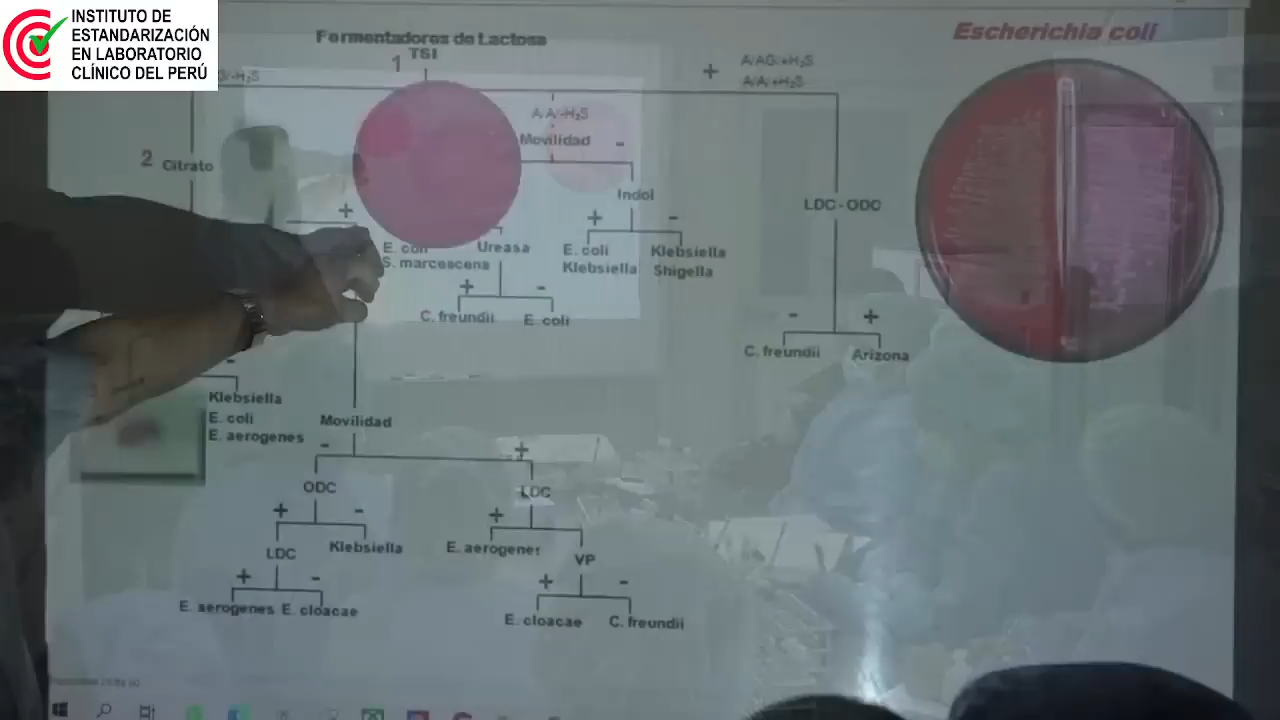 INSTITUTO DE
ESTANDARIZACIÓN
EN LABORATORIO
CLÍNICO DEL PERÚ
Fermentadores de Lactosa
1 TSI
Escherichia coli
+ A/AG/+H₂S
A/A/+H₂S
A/A/-H₂S
Movilidad -
2 Citrato
Indol
LDC-ODC
+
+ -
E. coli
S. marcescens
Ureasa
E. coli
Klebsiella
Klebsiella
Shigella
+ -
C. freundii E. coli
- +
C. freundii Arizona
-
Klebsiella
E. coli
E. aerogenes
Movilidad
- +
ODC LDC
+ - + -
LDC Klebsiella E. aerogenes VP
+ - + -
E. aerogenes E. cloacae E. cloacae C. freundii